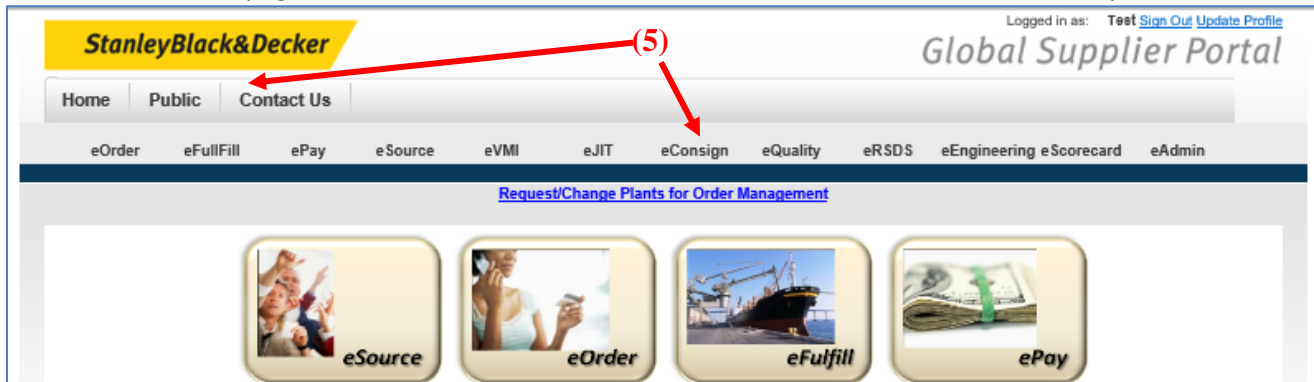 Logged in as: Test Sign Out Update Profile
StanleyBlack&Decker
(5)
Global Supplier Portal
Home Public Contact Us
eOrder eFullFill ePay eSource eVMI eJIT eConsign eQuality eRSDS eEngineering eScorecard eAdmin
Request/Change Plants for Order Management
eSource eOrder eFulfill ePay